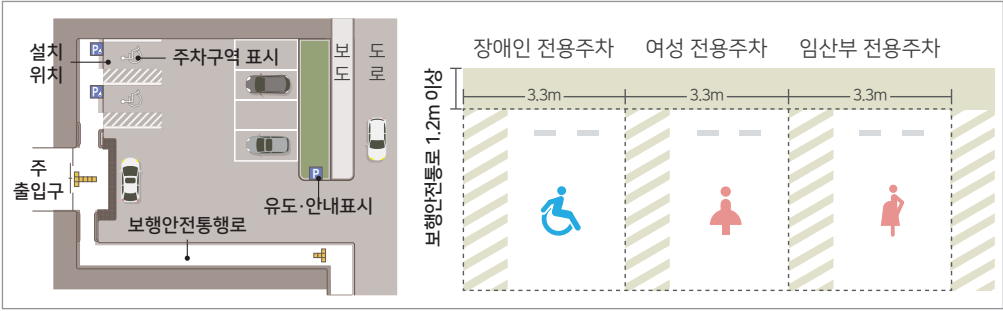 설치
위치
주차구역 표시
보
도
도
로
P
P
주
출입구
P
유도·안내표시
보행안전통행로
장애인 전용주차
여성 전용주차
임산부 전용주차
보행안전통로 1.2m 이상
3.3m
3.3m
3.3m